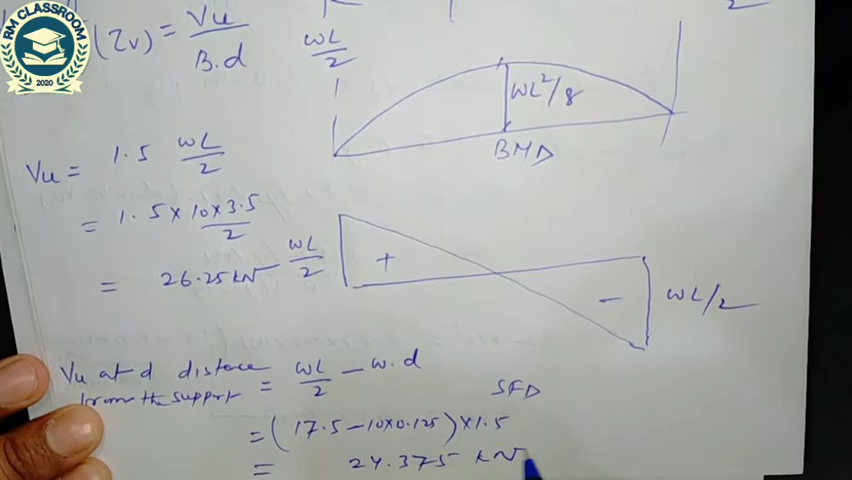 RM CLASSROOM
2020
(τv) = Vu / B.d
wL/2
2
wL²/8
BMD
Vu = 1.5 wL/2
= 1.5 × 10 × 3.5 / 2
= 26.25 kN
wL/2
+
-
wL/2
SFD
Vu at d distace from the support = wL/2 - w.d
= (17.5 - 10×0.125) × 1.5
= 24.375 kN